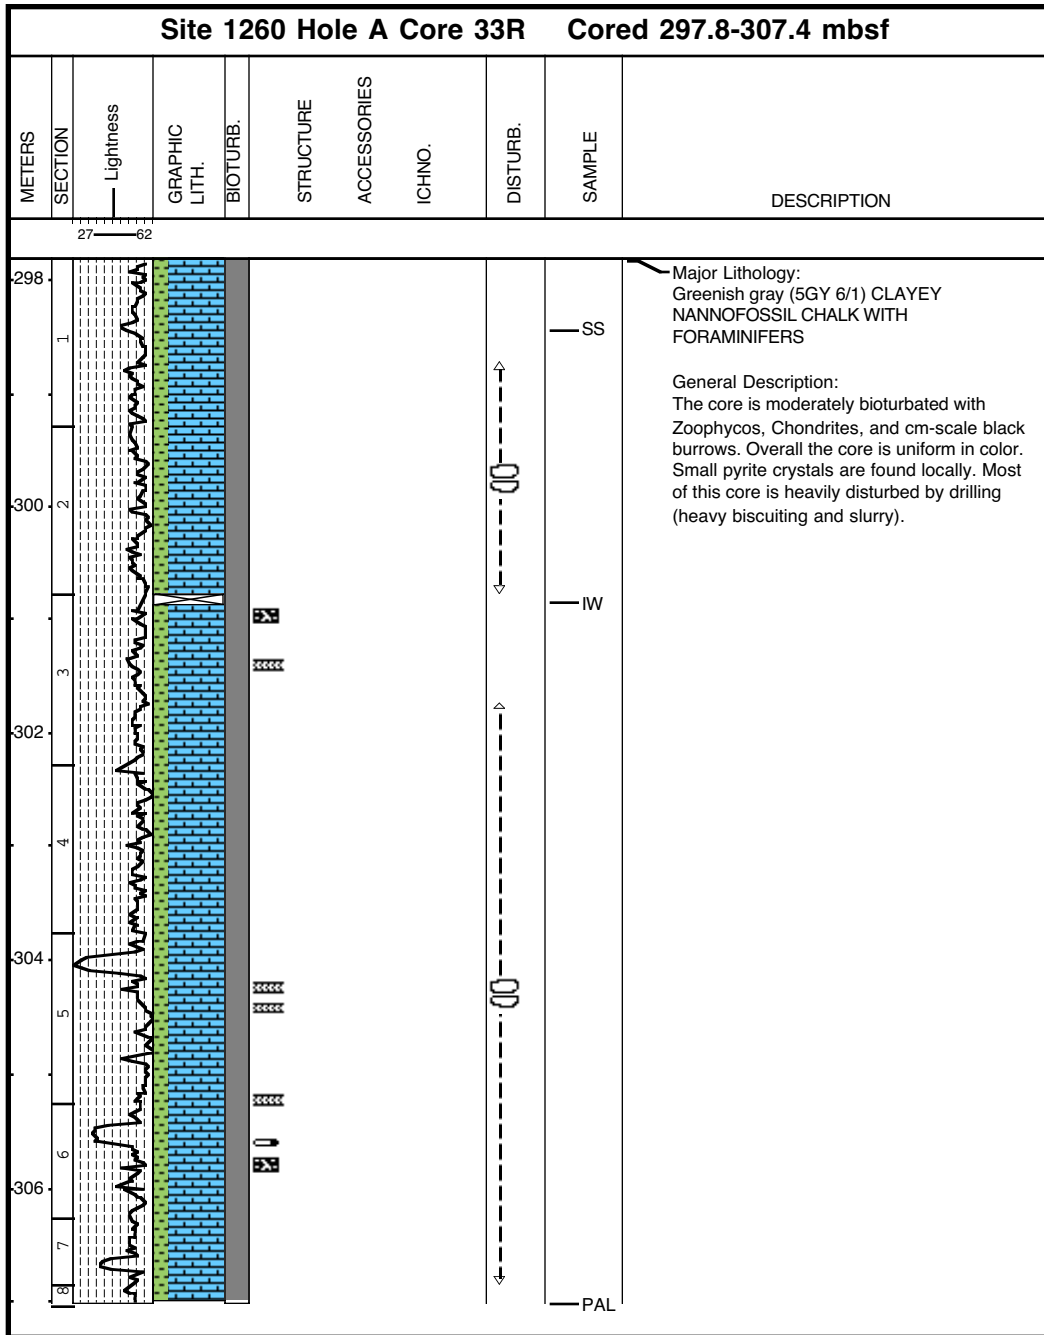 Site 1260 Hole A Core 33R Cored 297.8-307.4 mbsf
METERS
SECTION
Lightness
GRAPHIC
LITH.
BIOTURB.
STRUCTURE
ACCESSORIES
ICHNO.
DISTURB.
SAMPLE
DESCRIPTION
27 62
298
300
302
304
306
1
2
3
4
5
6
7
8
SS
IW
PAL
Major Lithology:
Greenish gray (5GY 6/1) CLAYEY
NANNOFOSSIL CHALK WITH
FORAMINIFERS
General Description:
The core is moderately bioturbated with
Zoophycos, Chondrites, and cm-scale black
burrows. Overall the core is uniform in color.
Small pyrite crystals are found locally. Most
of this core is heavily disturbed by drilling
(heavy biscuiting and slurry).